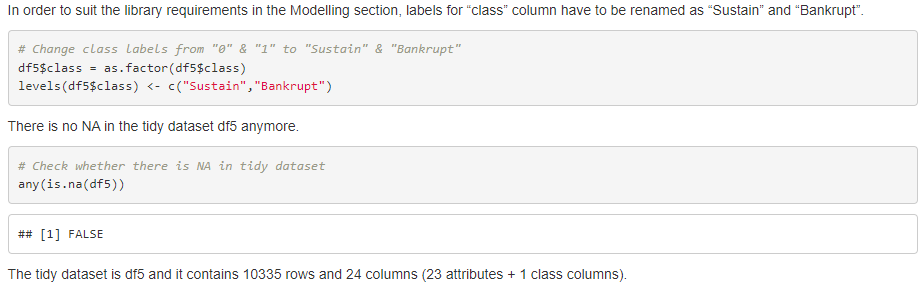 In order to suit the library requirements in the Modelling section, labels for “class” column have to be renamed as “Sustain” and “Bankrupt”.
# Change class labels from "0" & "1" to "Sustain" & "Bankrupt"
df5$class = as.factor(df5$class)
levels(df5$class) <- c("Sustain","Bankrupt")
There is no NA in the tidy dataset df5 anymore.
# Check whether there is NA in tidy dataset
any(is.na(df5))
## [1] FALSE
The tidy dataset is df5 and it contains 10335 rows and 24 columns (23 attributes + 1 class columns).